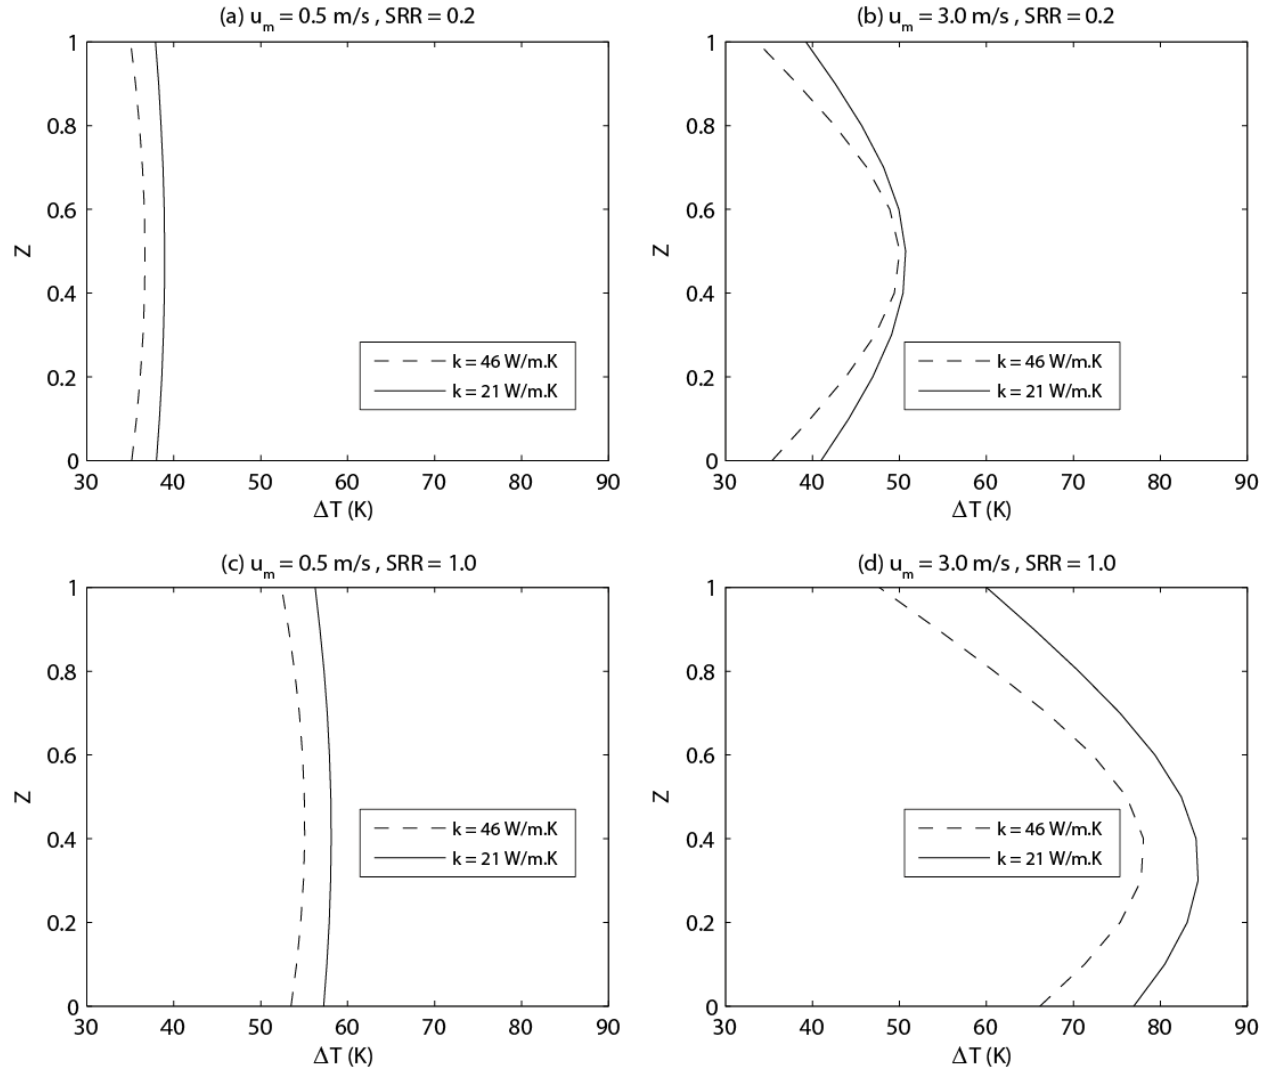 (a) uₘ = 0.5 m/s , SRR = 0.2
1
0.8
0.6
0.4
0.2
0
Z
k = 46 W/m.K
k = 21 W/m.K
30 40 50 60 70 80 90
ΔT (K)
(b) uₘ = 3.0 m/s , SRR = 0.2
1
0.8
0.6
0.4
0.2
0
Z
k = 46 W/m.K
k = 21 W/m.K
30 40 50 60 70 80 90
ΔT (K)
(c) uₘ = 0.5 m/s , SRR = 1.0
1
0.8
0.6
0.4
0.2
0
Z
k = 46 W/m.K
k = 21 W/m.K
30 40 50 60 70 80 90
ΔT (K)
(d) uₘ = 3.0 m/s , SRR = 1.0
1
0.8
0.6
0.4
0.2
0
Z
k = 46 W/m.K
k = 21 W/m.K
30 40 50 60 70 80 90
ΔT (K)